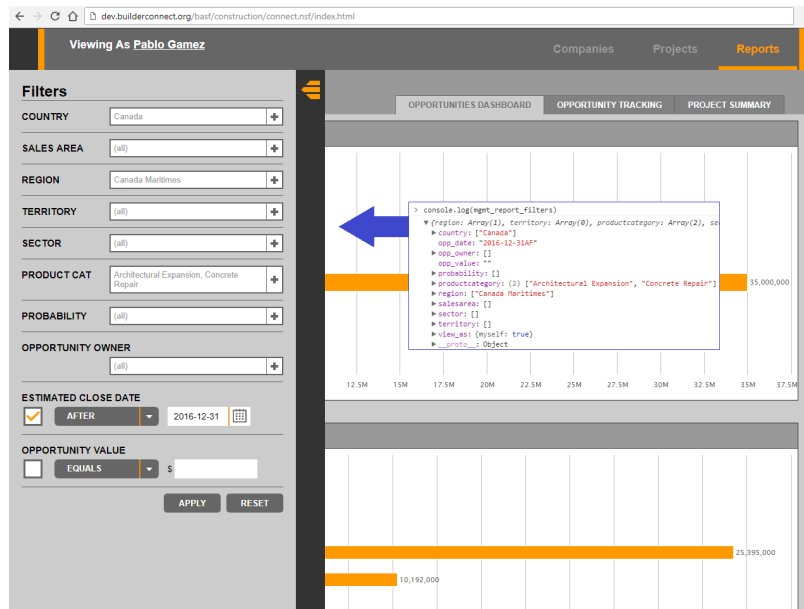 dev.builderconnect.org/basf/construction/connect.nsf/index.html
Viewing As Pablo Gamez
Companies
Projects
Reports
Filters
COUNTRY
Canada
SALES AREA
(all)
REGION
Canada Maritimes
TERRITORY
(all)
SECTOR
(all)
PRODUCT CAT
Architectural Expansion, Concrete
Repair
PROBABILITY
(all)
OPPORTUNITY OWNER
(all)
ESTIMATED CLOSE DATE
AFTER
2016-12-31
OPPORTUNITY VALUE
EQUALS
$
APPLY
RESET
OPPORTUNITIES DASHBOARD
OPPORTUNITY TRACKING
PROJECT SUMMARY
> console.log(mgmt_report_filters)
▼ {region: Array(1), territory: Array(0), productcategory: Array(2), se
▶ country: ["Canada"]
opp_date: "2016-12-31AF"
▶ opp_owner: []
opp_value: ""
▶ probability: []
▶ productcategory: (2) ["Architectural Expansion", "Concrete Repair"]
▶ region: ["Canada Maritimes"]
▶ salesarea: []
▶ sector: []
▶ territory: []
▶ view_as: {myself: true}
▶ __proto__: Object
35,000,000
12.5M 15M 17.5M 20M 22.5M 25M 27.5M 30M 32.5M 35M 37.5M
25,395,000
10,192,000